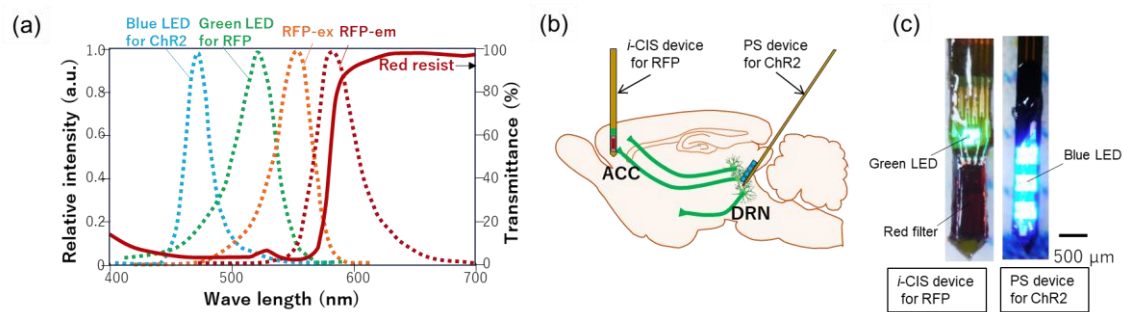 (a)
Blue LED
for ChR2
Green LED
for RFP
RFP-ex
RFP-em
Red resist
Relative intensity (a.u.)
1.0
0.8
0.6
0.4
0.2
0
Transmittance (%)
100
80
60
40
20
0
400
500
600
700
Wave length (nm)
(b)
i-CIS device
for RFP
PS device
for ChR2
ACC
DRN
(c)
Green LED
Red filter
Blue LED
500 μm
i-CIS device
for RFP
PS device
for ChR2